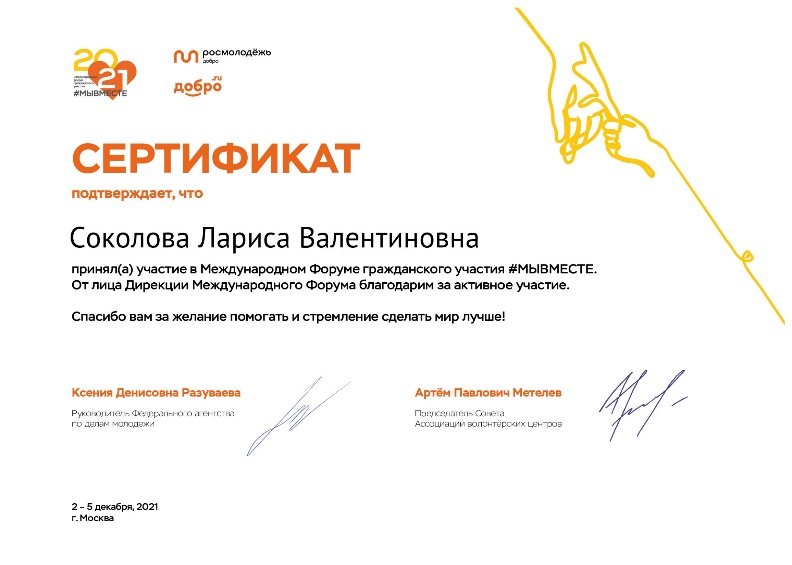 2021
#МЫВМЕСТЕ
росмолодёжь
добро
добро.ru
СЕРТИФИКАТ
подтверждает, что
Соколова Лариса Валентиновна
принял(а) участие в Международном Форуме гражданского участия #МЫВМЕСТЕ.
От лица Дирекции Международного Форума благодарим за активное участие.
Спасибо вам за желание помогать и стремление сделать мир лучше!
Ксения Денисовна Разуваева
Руководитель Федерального агентства
по делам молодежи
Артём Павлович Метелев
Председатель Совета
Ассоциации волонтёрских центров
2 – 5 декабря, 2021
г. Москва